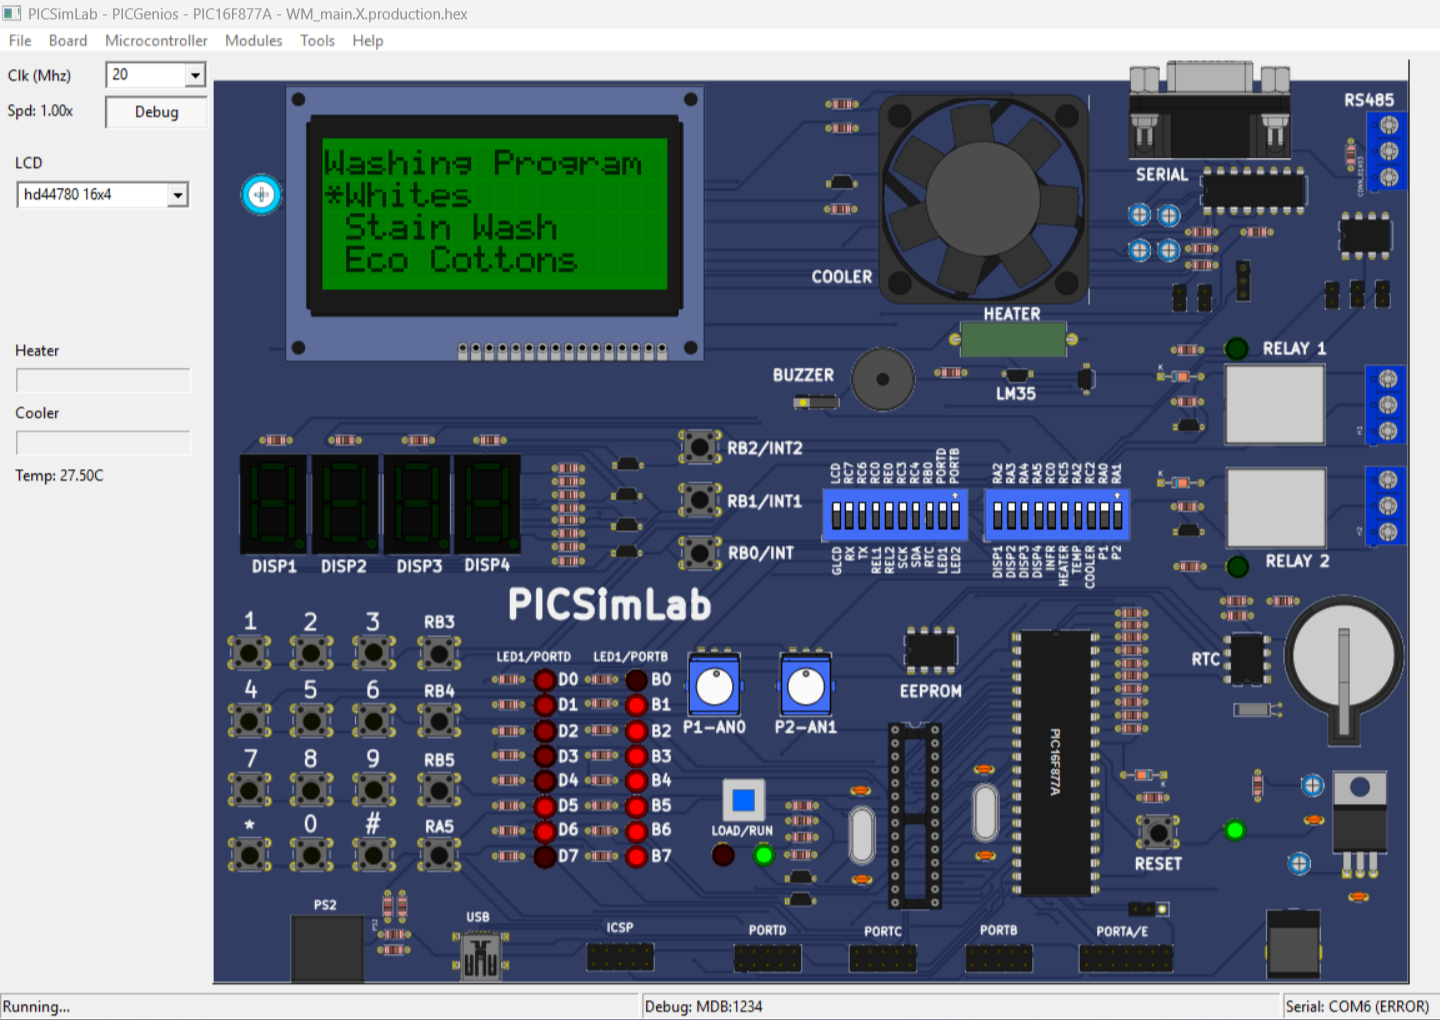 PICSimLab - PICGenios - PIC16F877A - WM_main.X.production.hex
File Board Microcontroller Modules Tools Help
Clk (Mhz) 20
Spd: 1.00x Debug
LCD
hd44780 16x4
Heater
Cooler
Temp: 27.50C
Washing Program
*Whites
Stain Wash
Eco Cottons
COOLER
HEATER
BUZZER
LM35
SERIAL
RS485
RELAY 1
RELAY 2
RB2/INT2
RB1/INT1
RB0/INT
LCD RC7 RC6 RC0 RE0 RC3 RC4 RB0 PORTD PORTB
GLCD RX TX REL1 REL2 SCK SDA RTC LED1 LED2
RA2 RA3 RA4 RA5 RC0 RC5 RA2 RC2 RA0 RA1
DISP1 DISP2 DISP3 DISP4 INFR HEATER TEMP COOLER P1 P2
DISP1 DISP2 DISP3 DISP4
PICSimLab
1 2 3 RB3
4 5 6 RB4
7 8 9 RB5
* 0 # RA5
LED1/PORTD LED1/PORTB
D0 B0
D1 B1
D2 B2
D3 B3
D4 B4
D5 B5
D6 B6
D7 B7
P1-AN0 P2-AN1
LOAD/RUN
EEPROM
PIC16F877A
RTC
RESET
PS2
PS2
USB
ICSP
PORTD
PORTC
PORTB
PORTA/E
Running...
Debug: MDB:1234
Serial: COM6 (ERROR)